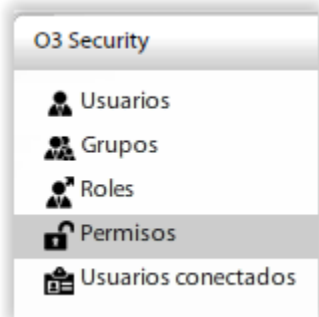 O3 Security
Usuarios
Grupos
Roles
Permisos
Usuarios conectados